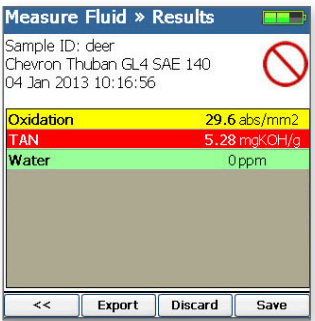 Measure Fluid » Results
Sample ID: deer
Chevron Thuban GL4 SAE 140
04 Jan 2013 10:16:56
Oxidation 29.6 abs/mm2
TAN 5.28 mgKOH/g
Water 0 ppm
<< Export Discard Save